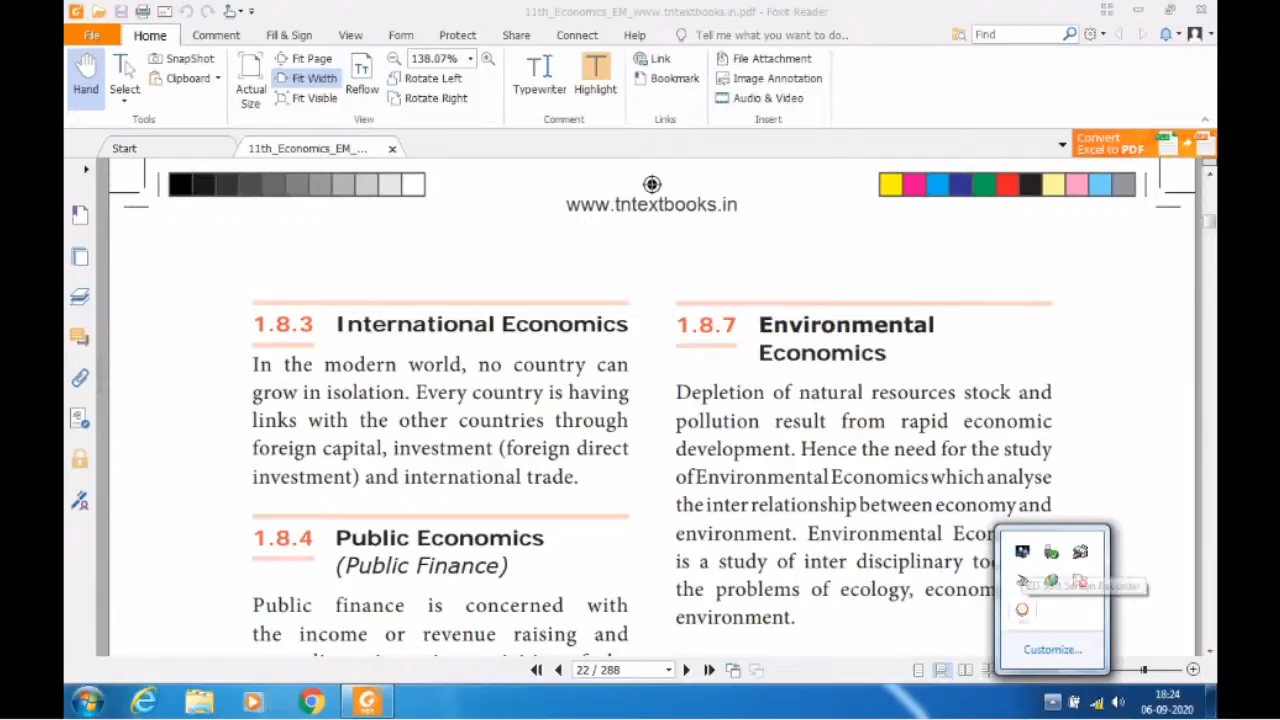 11th_Economics_EM_www.tntextbooks.in.pdf - Foxit Reader
File Home Comment Fill & Sign View Form Protect Share Connect Help Tell me what you want to do.. Find
Hand
Select
SnapShot
Clipboard
Tools
Actual Size
Fit Page
Fit Width
Fit Visible
Reflow
138.07%
Rotate Left
Rotate Right
View
Typewriter
Highlight
Comment
Link
Bookmark
Links
File Attachment
Image Annotation
Audio & Video
Insert
Start
11th_Economics_EM_...
Convert
Excel to PDF
www.tntextbooks.in
1.8.3 International Economics
In the modern world, no country can
grow in isolation. Every country is having
links with the other countries through
foreign capital, investment (foreign direct
investment) and international trade.
1.8.4 Public Economics
(Public Finance)
Public finance is concerned with
the income or revenue raising and
1.8.7 Environmental
Economics
Depletion of natural resources stock and
pollution result from rapid economic
development. Hence the need for the study
of Environmental Economics which analyse
the inter relationship between economy and
environment. Environmental Econ
is a study of inter disciplinary to
the problems of ecology, econom
environment.
Customize...
22 / 288
18:24
06-09-2020